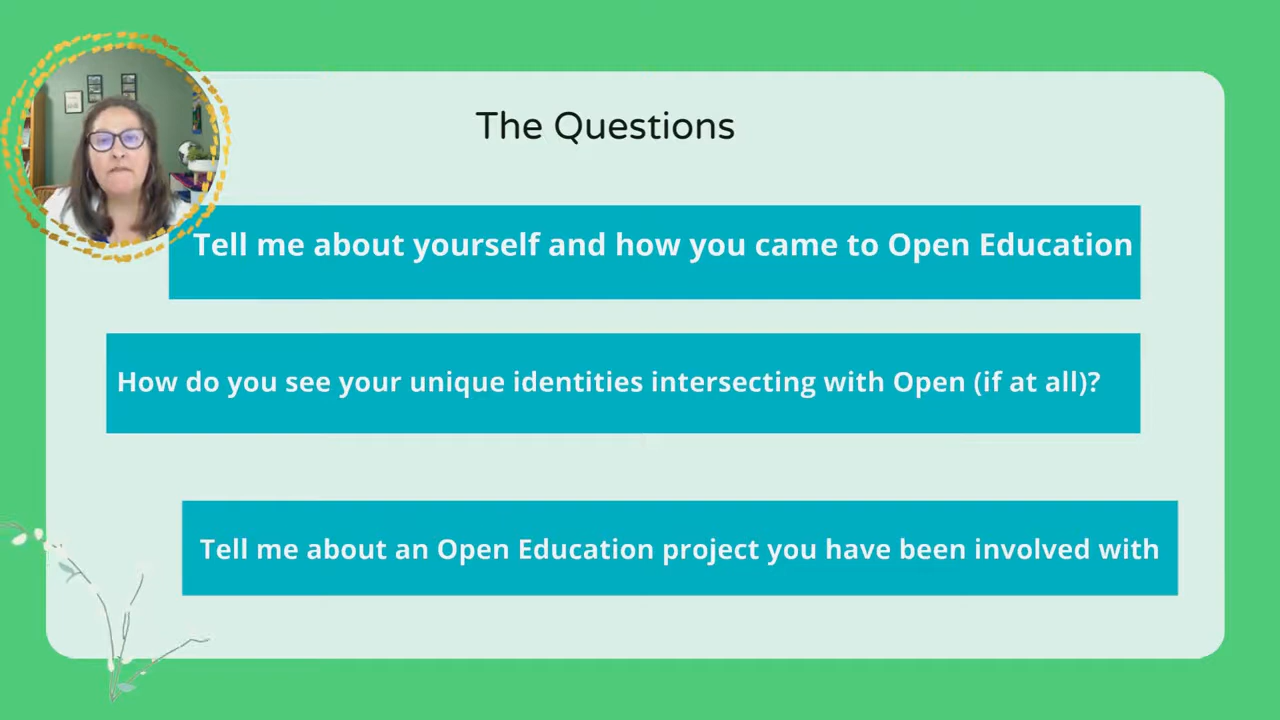 The Questions
Tell me about yourself and how you came to Open Education
How do you see your unique identities intersecting with Open (if at all)?
Tell me about an Open Education project you have been involved with